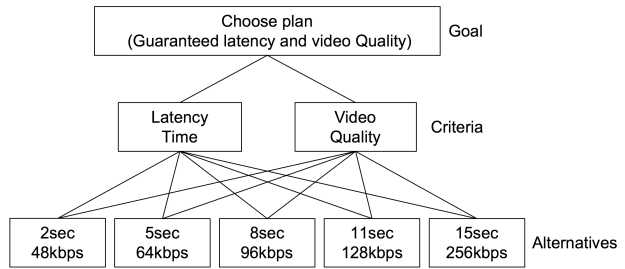 Choose plan
(Guaranteed latency and video Quality)
Goal
Latency
Time
Video
Quality
Criteria
2sec
48kbps
5sec
64kbps
8sec
96kbps
11sec
128kbps
15sec
256kbps
Alternatives